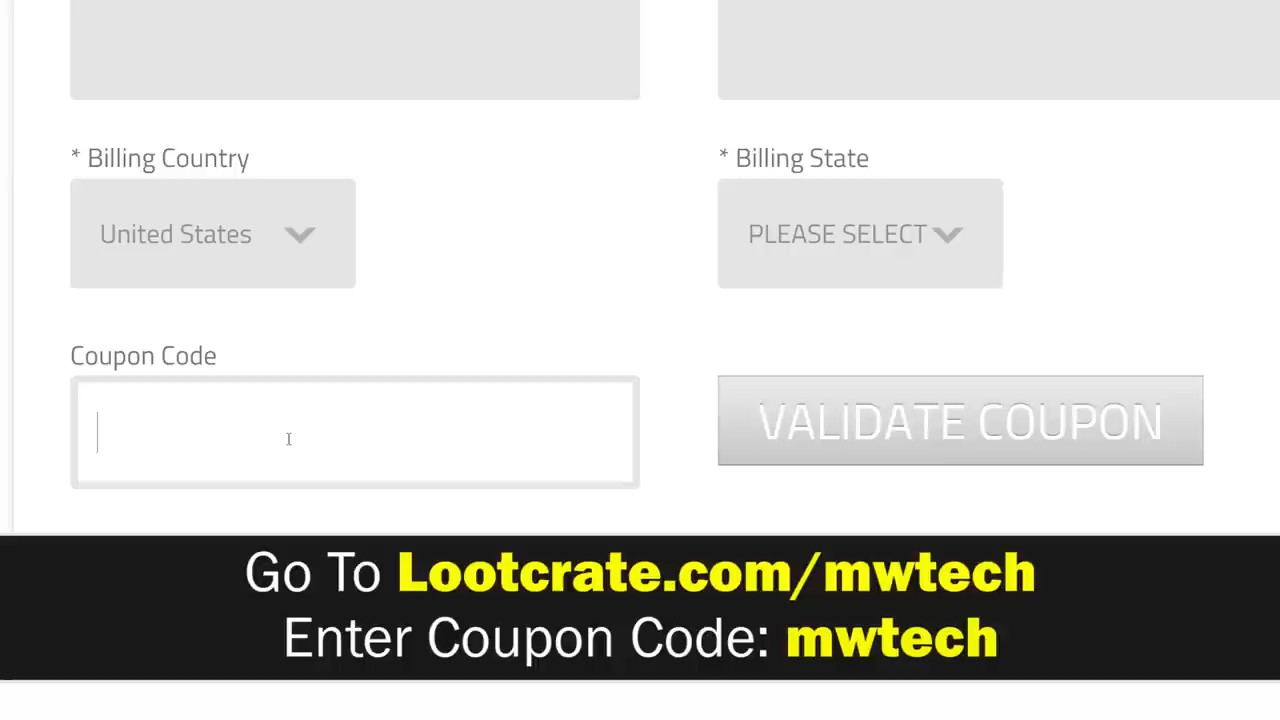 * Billing Country
* Billing State
United States
PLEASE SELECT
Coupon Code
VALIDATE COUPON
Go To Lootcrate.com/mwtech
Enter Coupon Code: mwtech